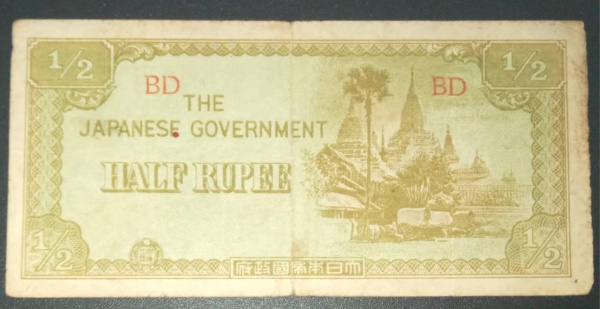 1/2
1/2
BD
BD
THE
JAPANESE GOVERNMENT
HALF RUPEE
1/2
1/2
府政國帝本日大